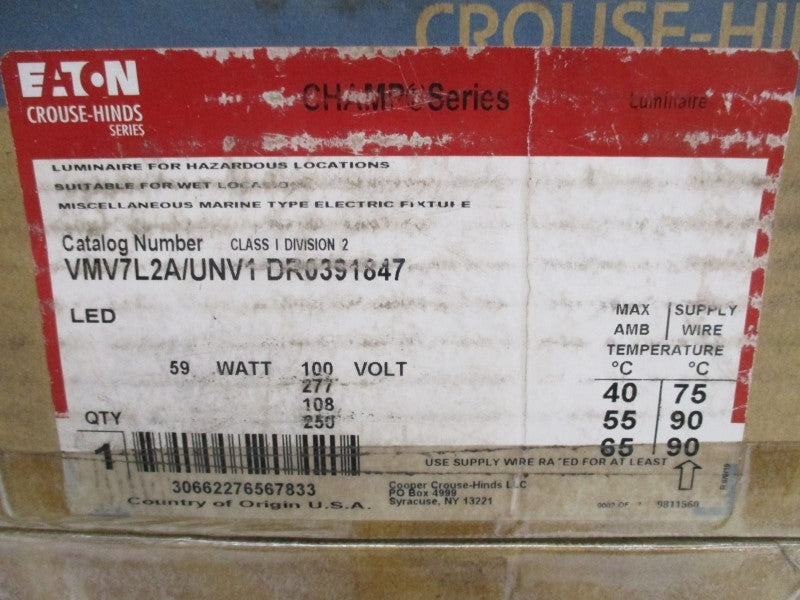 CROUSE-HI
EATON
CROUSE-HINDS
SERIES
CHAMP® Series
Luminaire
LUMINAIRE FOR HAZARDOUS LOCATIONS
SUITABLE FOR WET
MISCELLANEOUS MARINE TYPE ELECTRIC FIXTURE
Catalog Number CLASS I DIVISION 2
VMV7L2A/UNV1 DR03S1847
LED
MAX SUPPLY
AMB WIRE
TEMPERATURE
°C °C
59 WATT 100 VOLT
277
108
250
40 75
55 90
65 90
QTY
1
USE SUPPLY WIRE RATED FOR AT LEAST
30662276567833
Country of Origin U.S.A.
Cooper Crouse-Hinds LLC
PO Box 4999
Syracuse, NY 13221
9811560